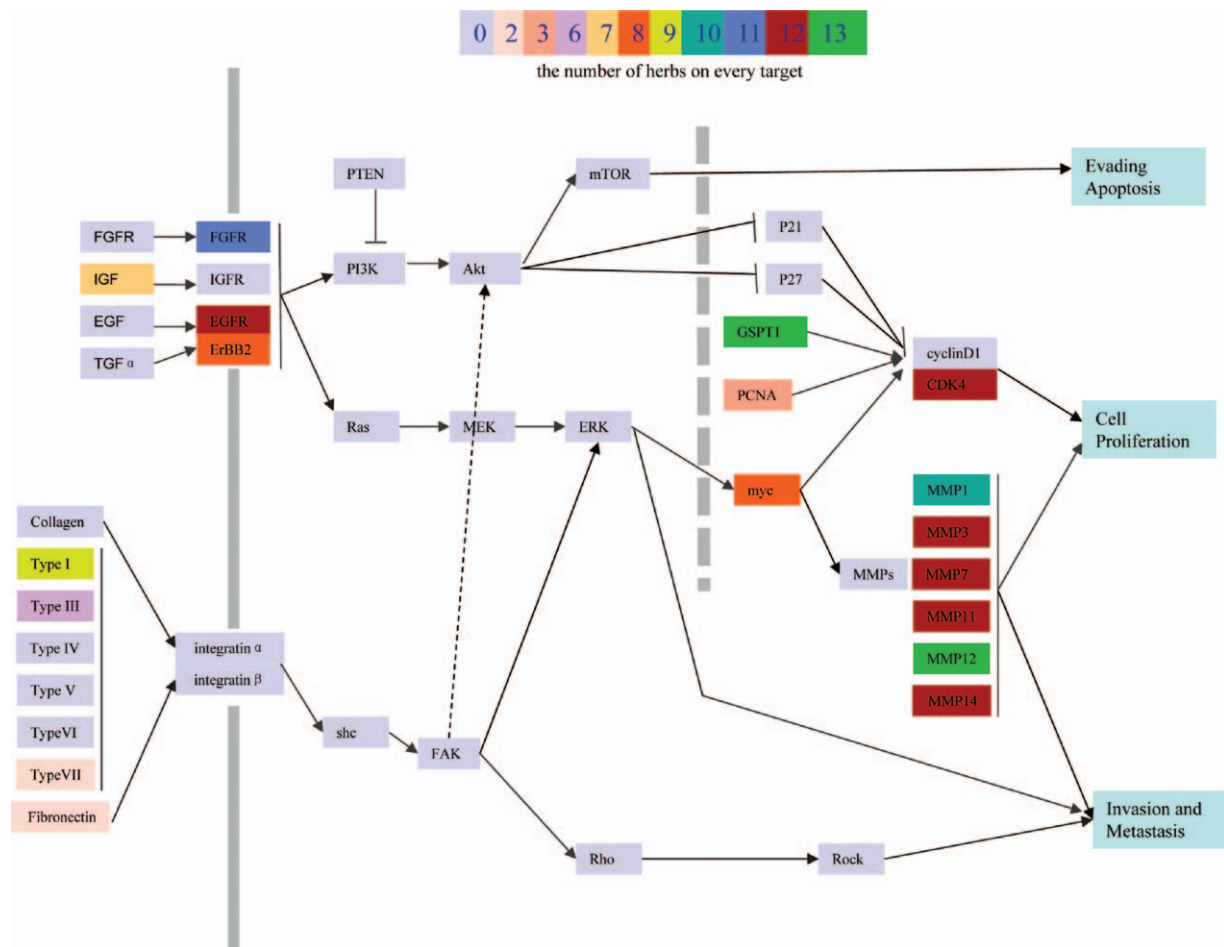 0 2 3 6 7 8 9 10 11 12 13
the number of herbs on every target
PTEN
mTOR
Evading
Apoptosis
FGFR
FGFR
P21
IGF
IGFR
PI3K
Akt
P27
EGF
EGFR
GSPT1
TGF α
ErBB2
cyclinD1
CDK4
PCNA
Ras
MEK
ERK
Cell
Proliferation
myc
MMP1
Collagen
MMP3
Type I
MMPs
MMP7
Type III
MMP11
Type IV
integratin α
MMP12
Type V
integratin β
MMP14
TypeVI
shc
FAK
TypeVII
Fibronectin
Invasion and
Metastasis
Rho
Rock